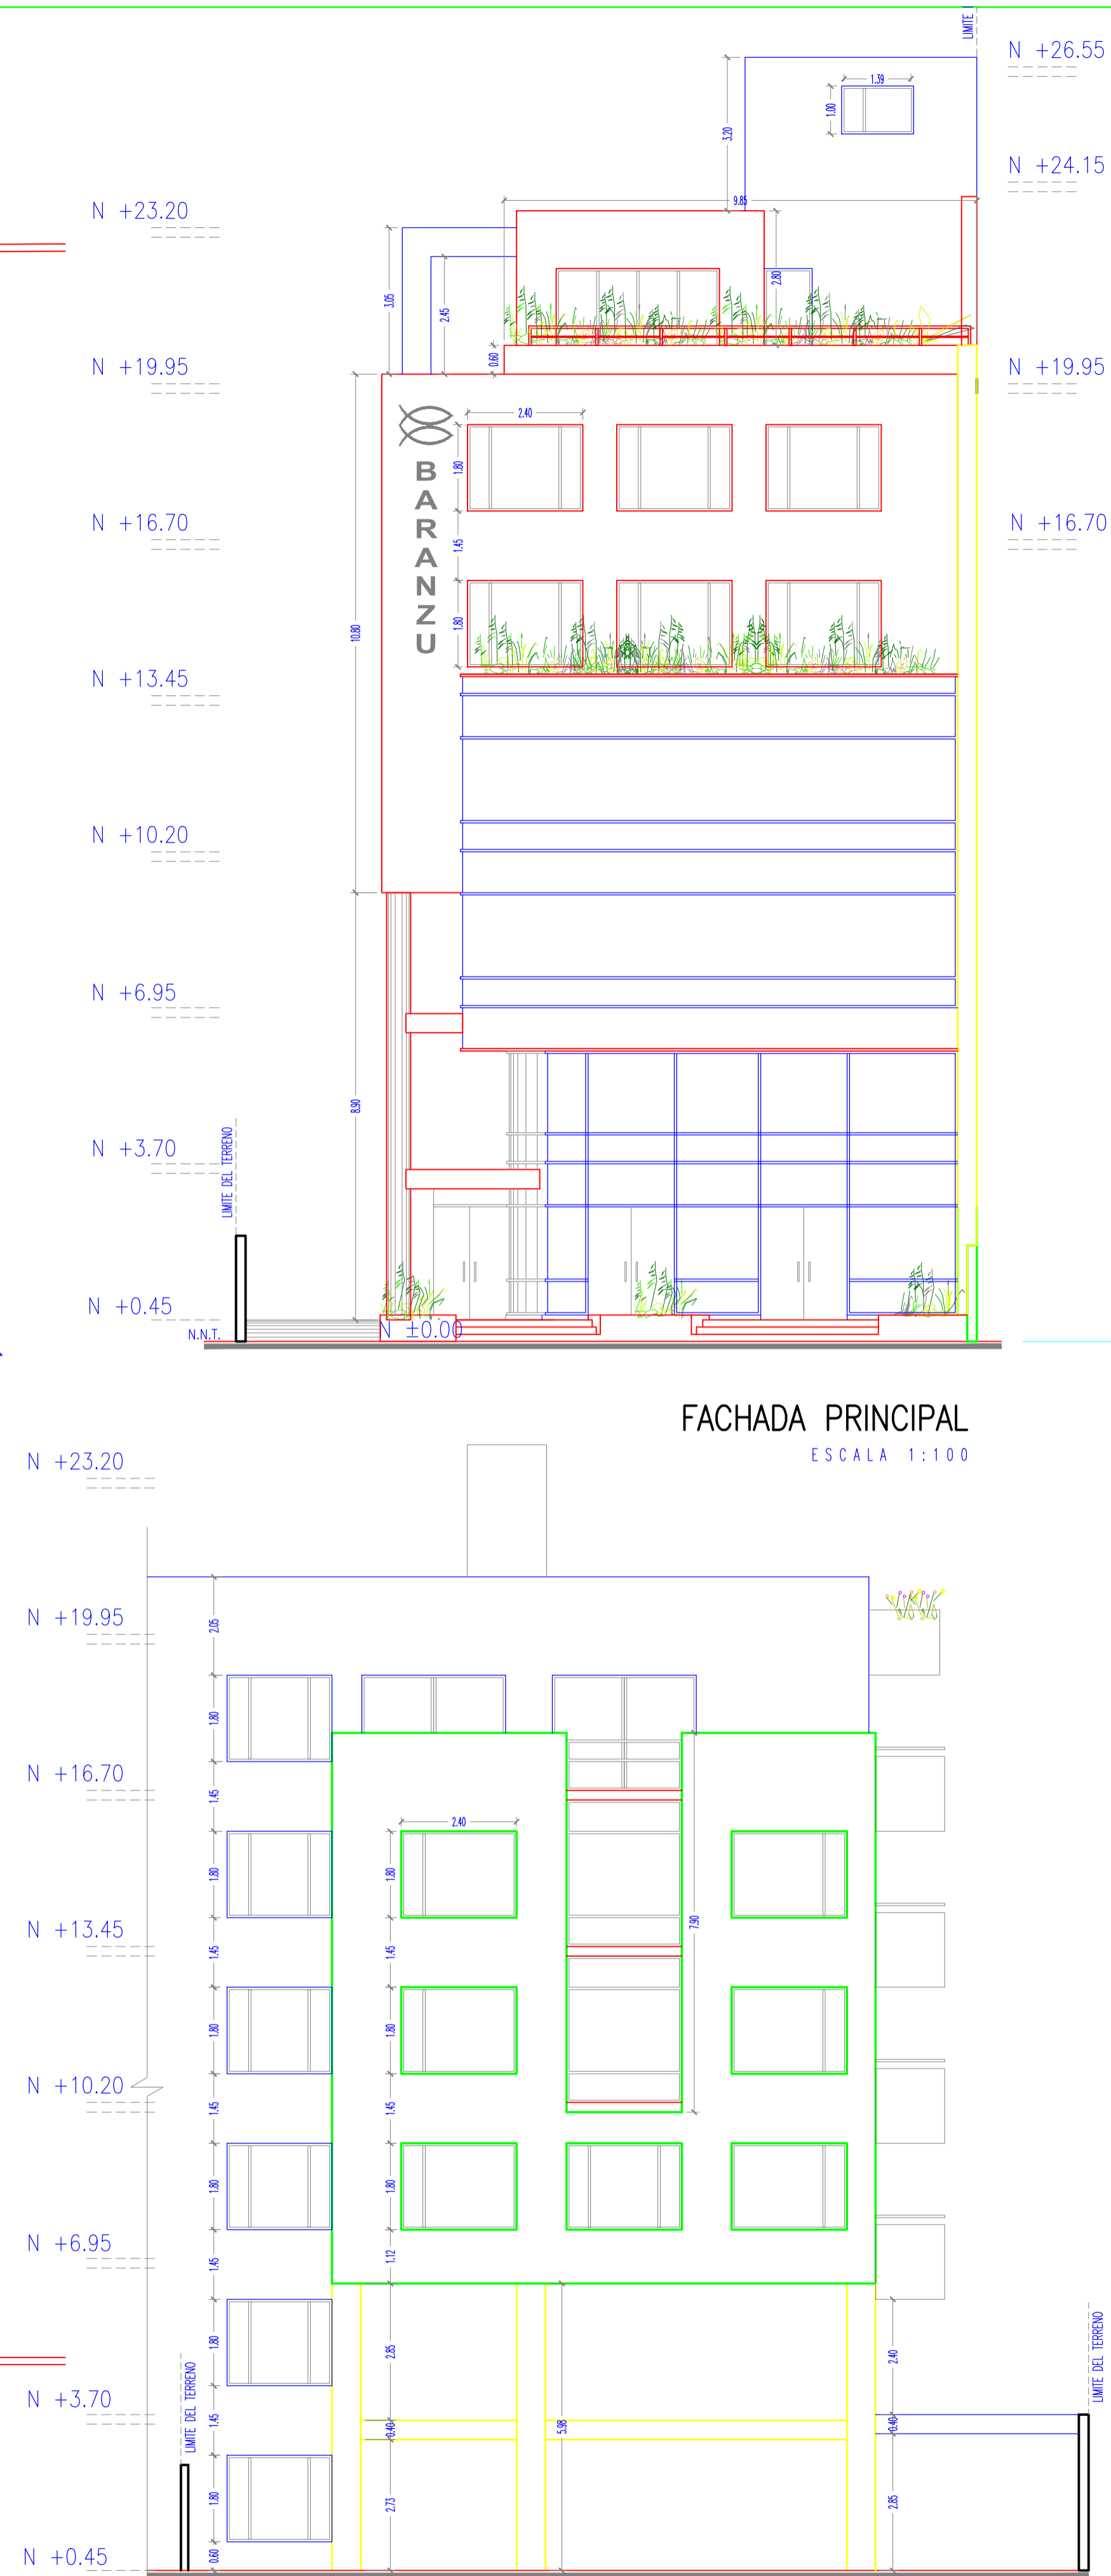 LIMITE
N +26.55
1.39
1.00
3.20
N +24.15
9.85
N +23.20
3.05
2.45
2.80
0.60
N +19.95
N +19.95
2.40
BARANZU
1.80
N +16.70
N +16.70
1.45
10.80
1.80
N +13.45
N +10.20
N +6.95
8.90
LIMITE DEL TERRENO
N +3.70
N +0.45
N.N.T.
N ±0.00
FACHADA PRINCIPAL
ESCALA 1:100
N +23.20
N +19.95
2.05
1.80
N +16.70
1.45
2.40
1.80
1.80
7.90
N +13.45
1.45
1.45
1.80
1.80
N +10.20
1.45
1.45
1.80
1.80
N +6.95
1.45
1.12
1.80
2.85
2.40
LIMITE DEL TERRENO
N +3.70
LIMITE DEL TERRENO
1.45
0.40
5.98
0.40
1.80
2.73
2.85
N +0.45
0.60